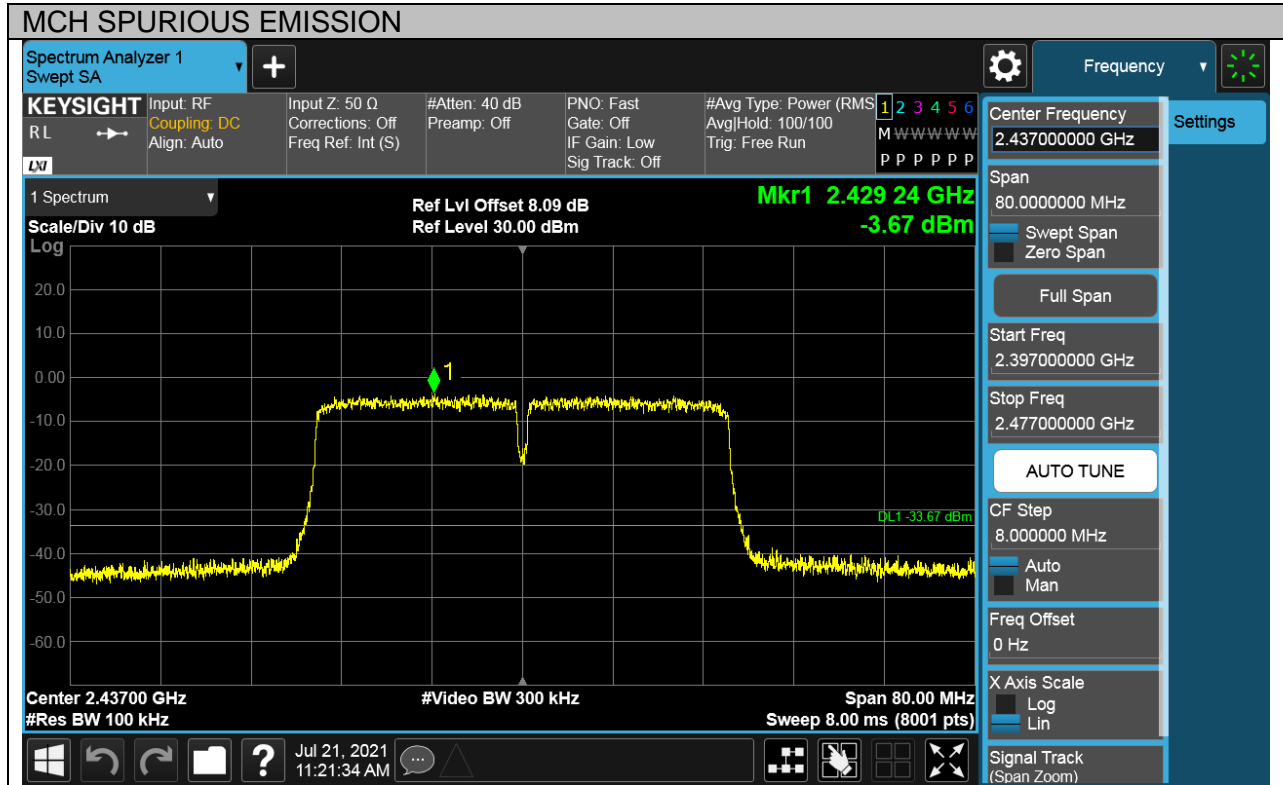 MCH SPURIOUS EMISSION
Spectrum Analyzer 1
Swept SA
Frequency
KEYSIGHT
RL
LXI
Input: RF
Coupling: DC
Align: Auto
Input Z: 50 Ω
Corrections: Off
Freq Ref: Int (S)
#Atten: 40 dB
Preamp: Off
PNO: Fast
Gate: Off
IF Gain: Low
Sig Track: Off
#Avg Type: Power (RMS
Avg|Hold: 100/100
Trig: Free Run
1 2 3 4 5 6
M W W W W W
P P P P P P
1 Spectrum
Scale/Div 10 dB
Ref Lvl Offset 8.09 dB
Ref Level 30.00 dBm
Mkr1 2.429 24 GHz
-3.67 dBm
Log
20.0
10.0
0.00
-10.0
-20.0
-30.0
-40.0
-50.0
-60.0
1
DL1 -33.67 dBm
Center 2.43700 GHz
#Res BW 100 kHz
#Video BW 300 kHz
Span 80.00 MHz
Sweep 8.00 ms (8001 pts)
Jul 21, 2021
11:21:34 AM
Center Frequency
2.437000000 GHz
Settings
Span
80.0000000 MHz
Swept Span
Zero Span
Full Span
Start Freq
2.397000000 GHz
Stop Freq
2.477000000 GHz
AUTO TUNE
CF Step
8.000000 MHz
Auto
Man
Freq Offset
0 Hz
X Axis Scale
Log
Lin
Signal Track
(Span Zoom)